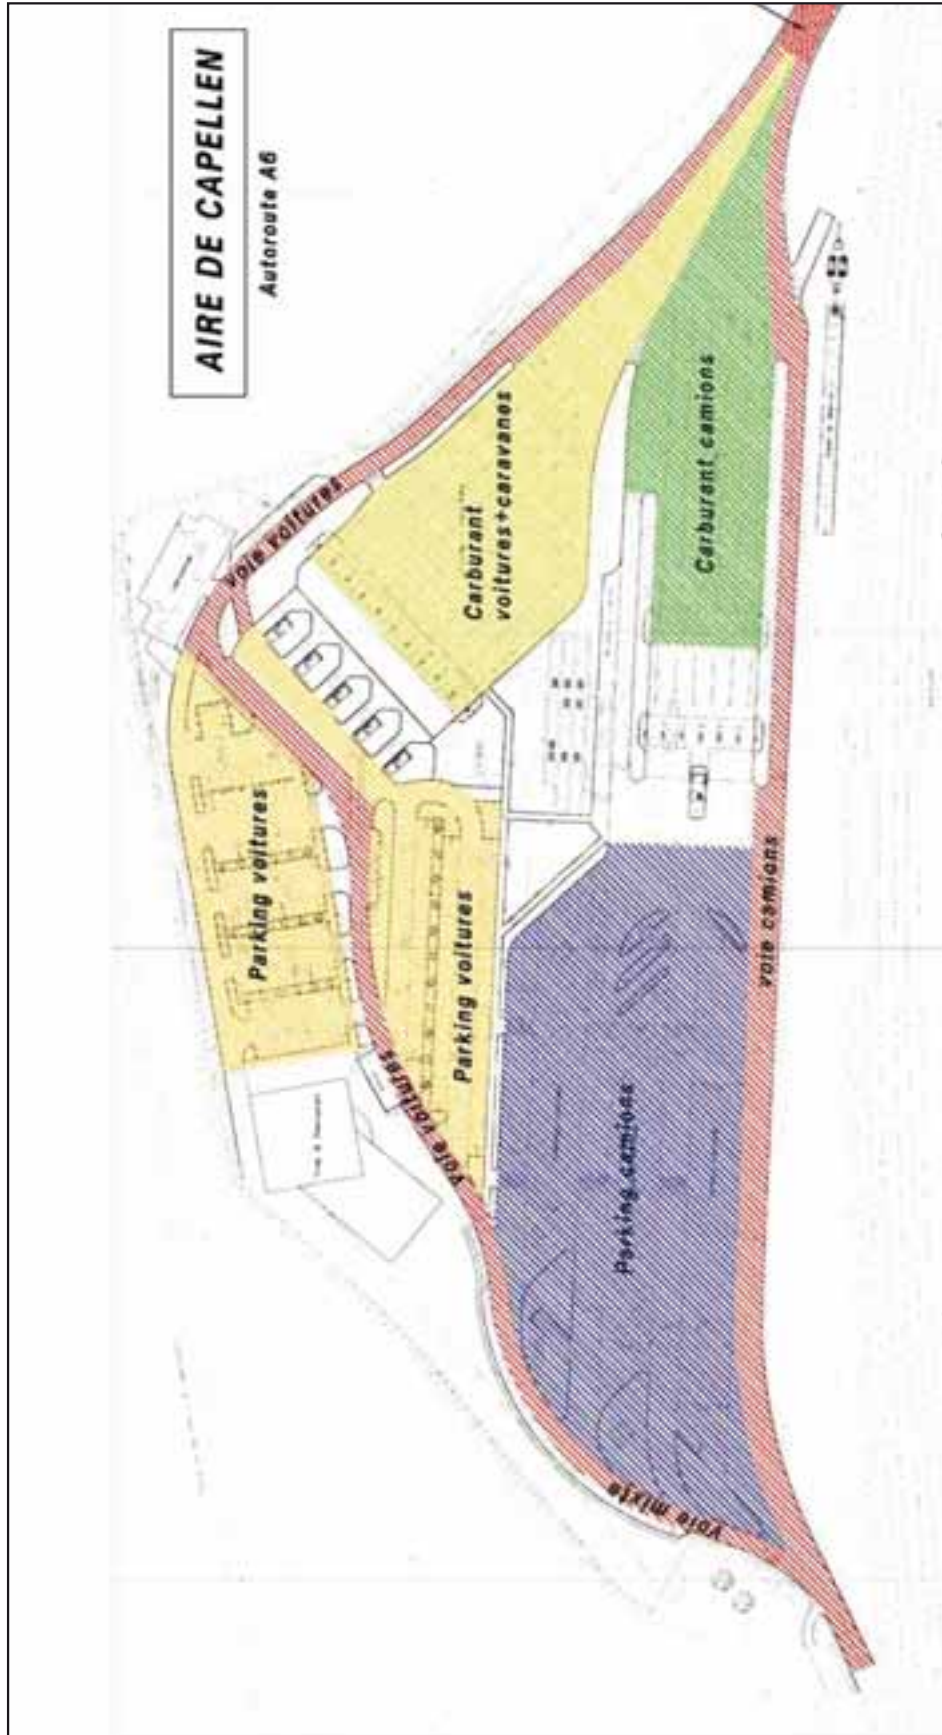 AIRE DE CAPELLEN
Autoroute A6
voie voitures
Carburant
voitures+caravanes
Carburant camions
Parking voitures
Parking voitures
voie voitures
voie camions
Parking camions
voie mixte